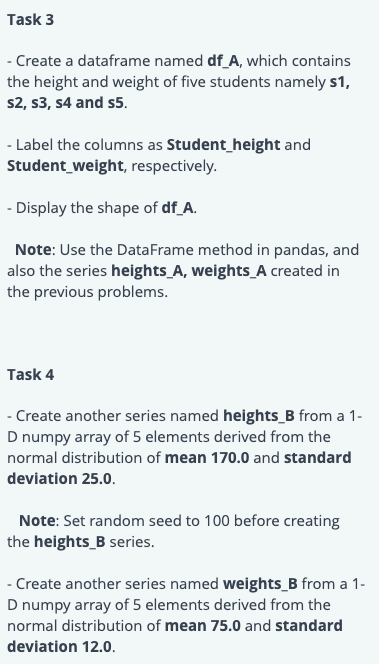 Task 3
- Create a dataframe named df_A, which contains
the height and weight of five students namely s1,
s2, s3, s4 and s5.
- Label the columns as Student_height and
Student_weight, respectively.
- Display the shape of df_A.
Note: Use the DataFrame method in pandas, and
also the series heights_A, weights_A created in
the previous problems.
Task 4
- Create another series named heights_B from a 1-
D numpy array of 5 elements derived from the
normal distribution of mean 170.0 and standard
deviation 25.0.
Note: Set random seed to 100 before creating
the heights_B series.
- Create another series named weights_B from a 1-
D numpy array of 5 elements derived from the
normal distribution of mean 75.0 and standard
deviation 12.0.